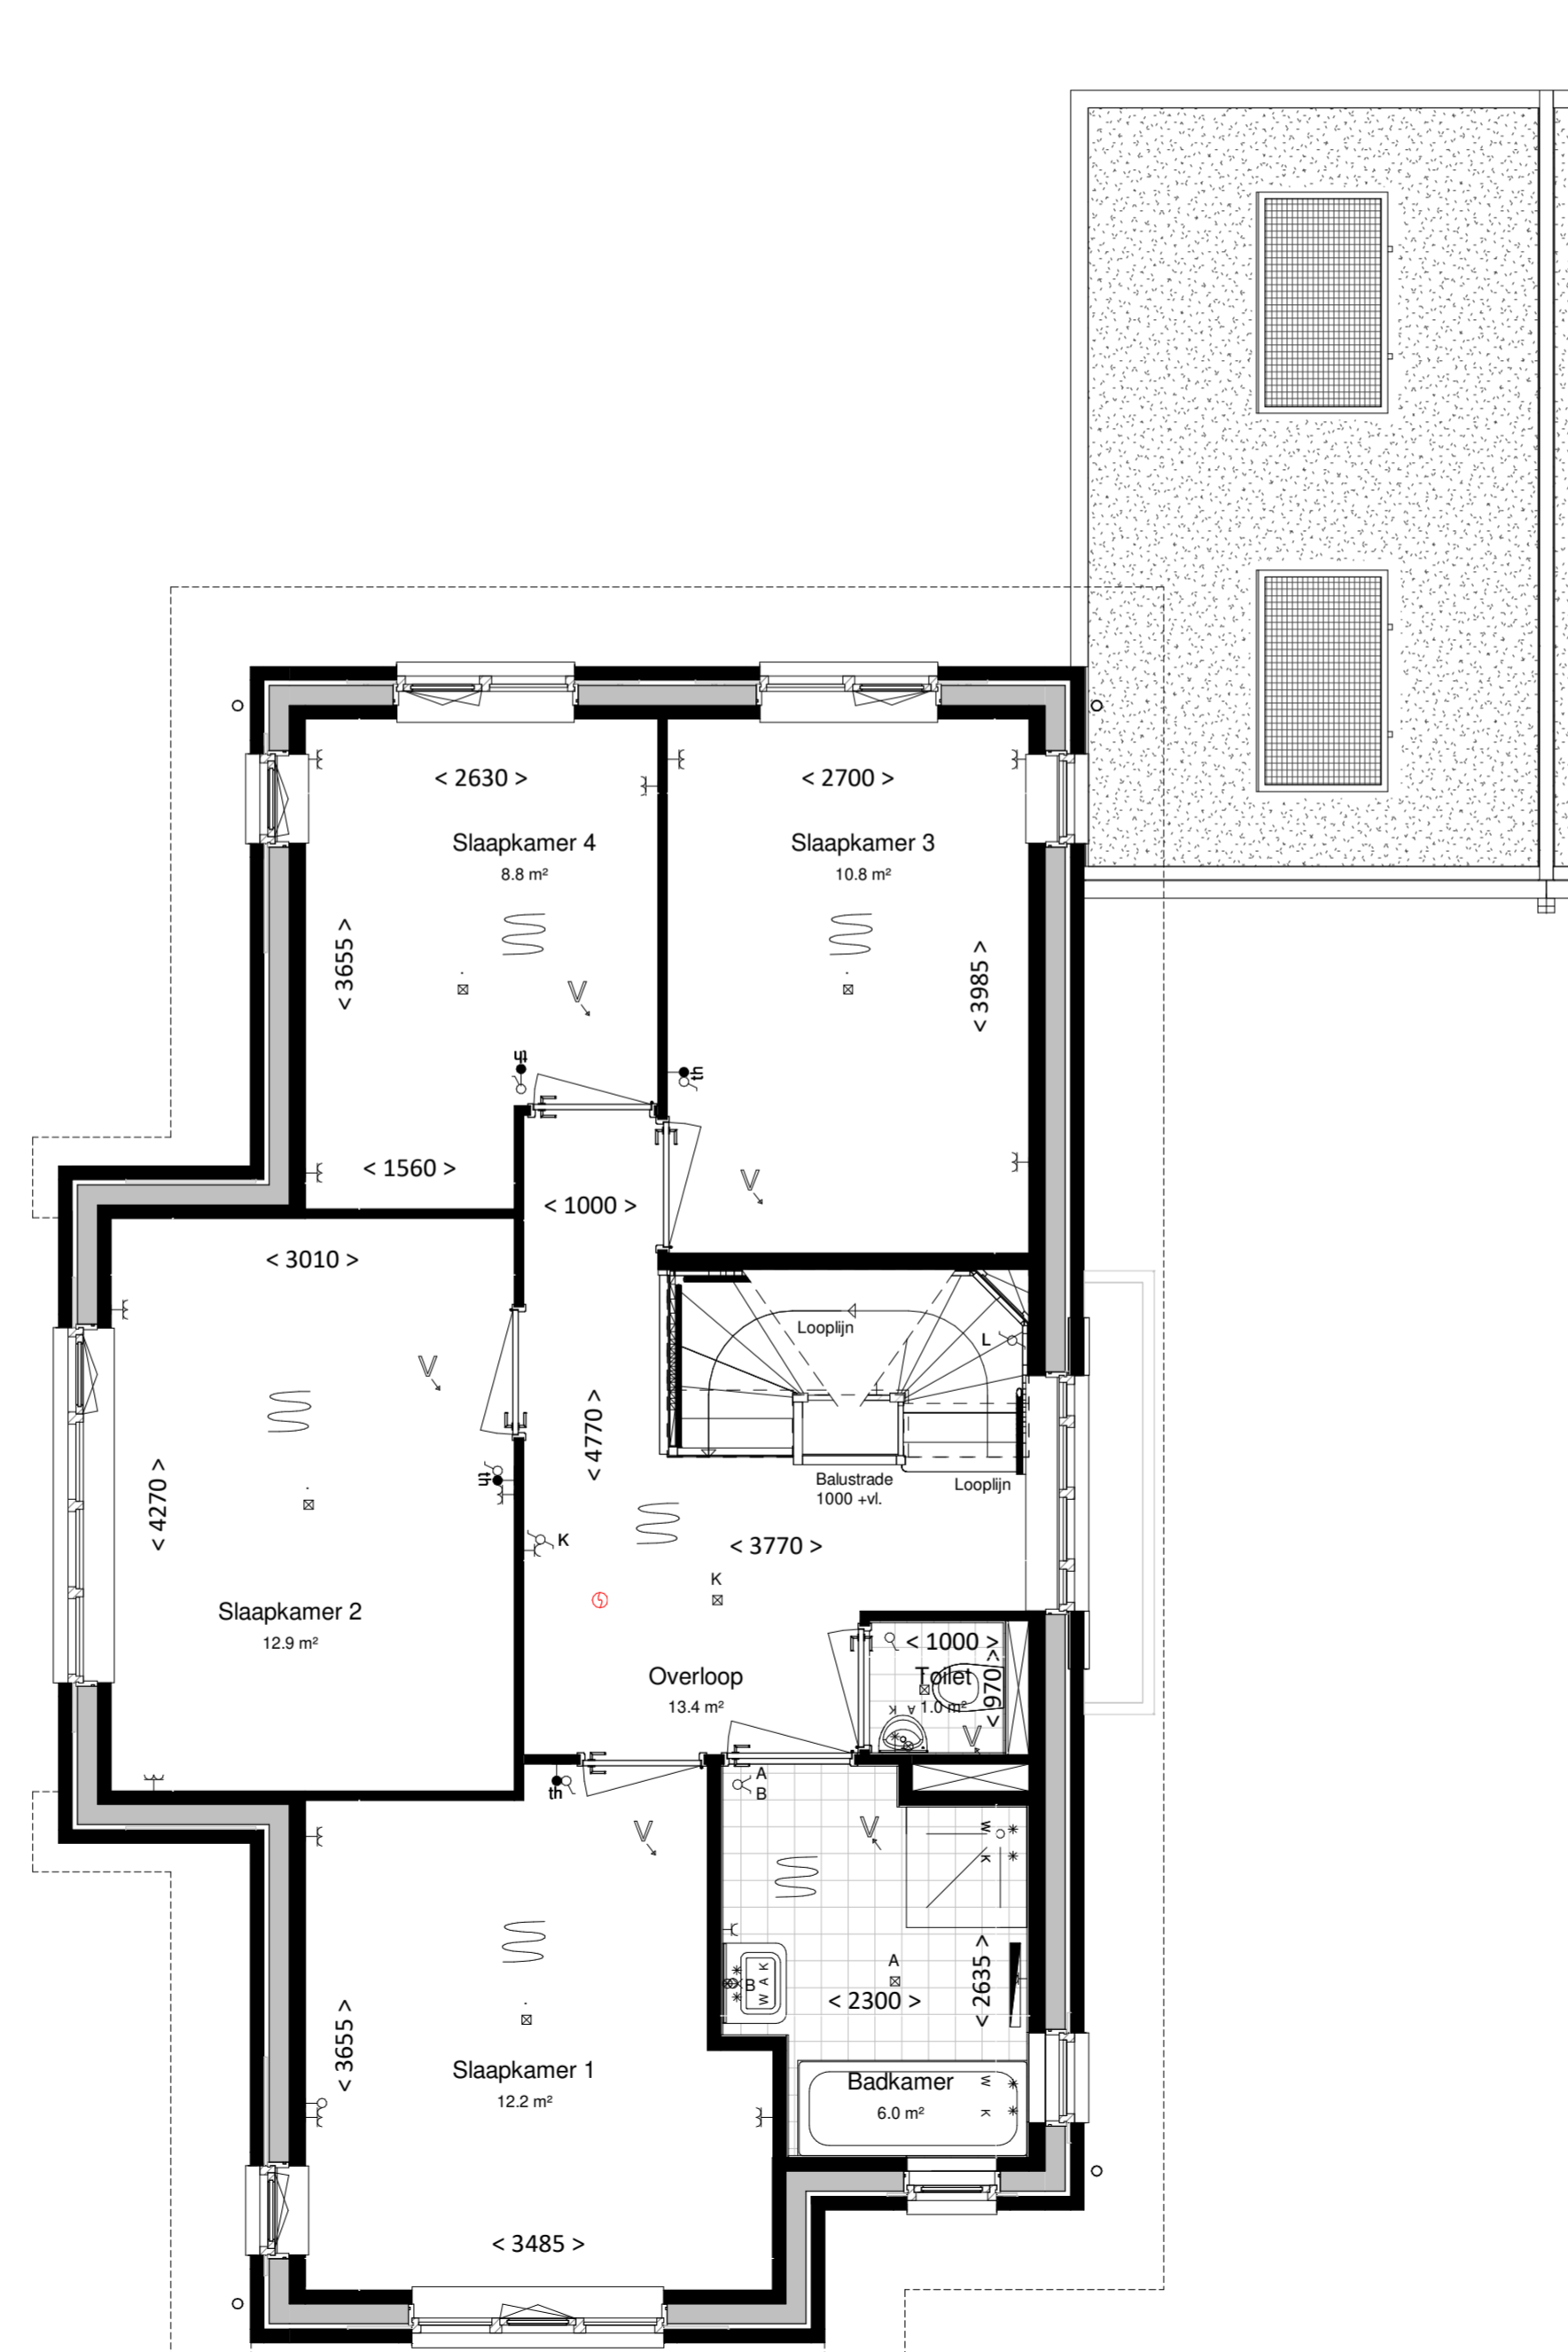 < 2630 >
< 2700 >
Slaapkamer 4
8.8 m²
Slaapkamer 3
10.8 m²
< 3655 >
< 3985 >
V
th
th
V
< 1560 >
< 1000 >
< 3010 >
Looplijn
L
V
< 4770 >
Balustrade
1000 +vl.
Looplijn
< 4270 >
th
K
< 3770 >
K
Slaapkamer 2
12.9 m²
< 1000 >
Overloop
13.4 m²
Toilet
1.0 m²
< 970 >
K A
V
th
A
B
V
V
W
K
A
B
W A K
< 2300 >
< 2635 >
< 3655 >
Slaapkamer 1
12.2 m²
Badkamer
6.0 m²
W
K
< 3485 >